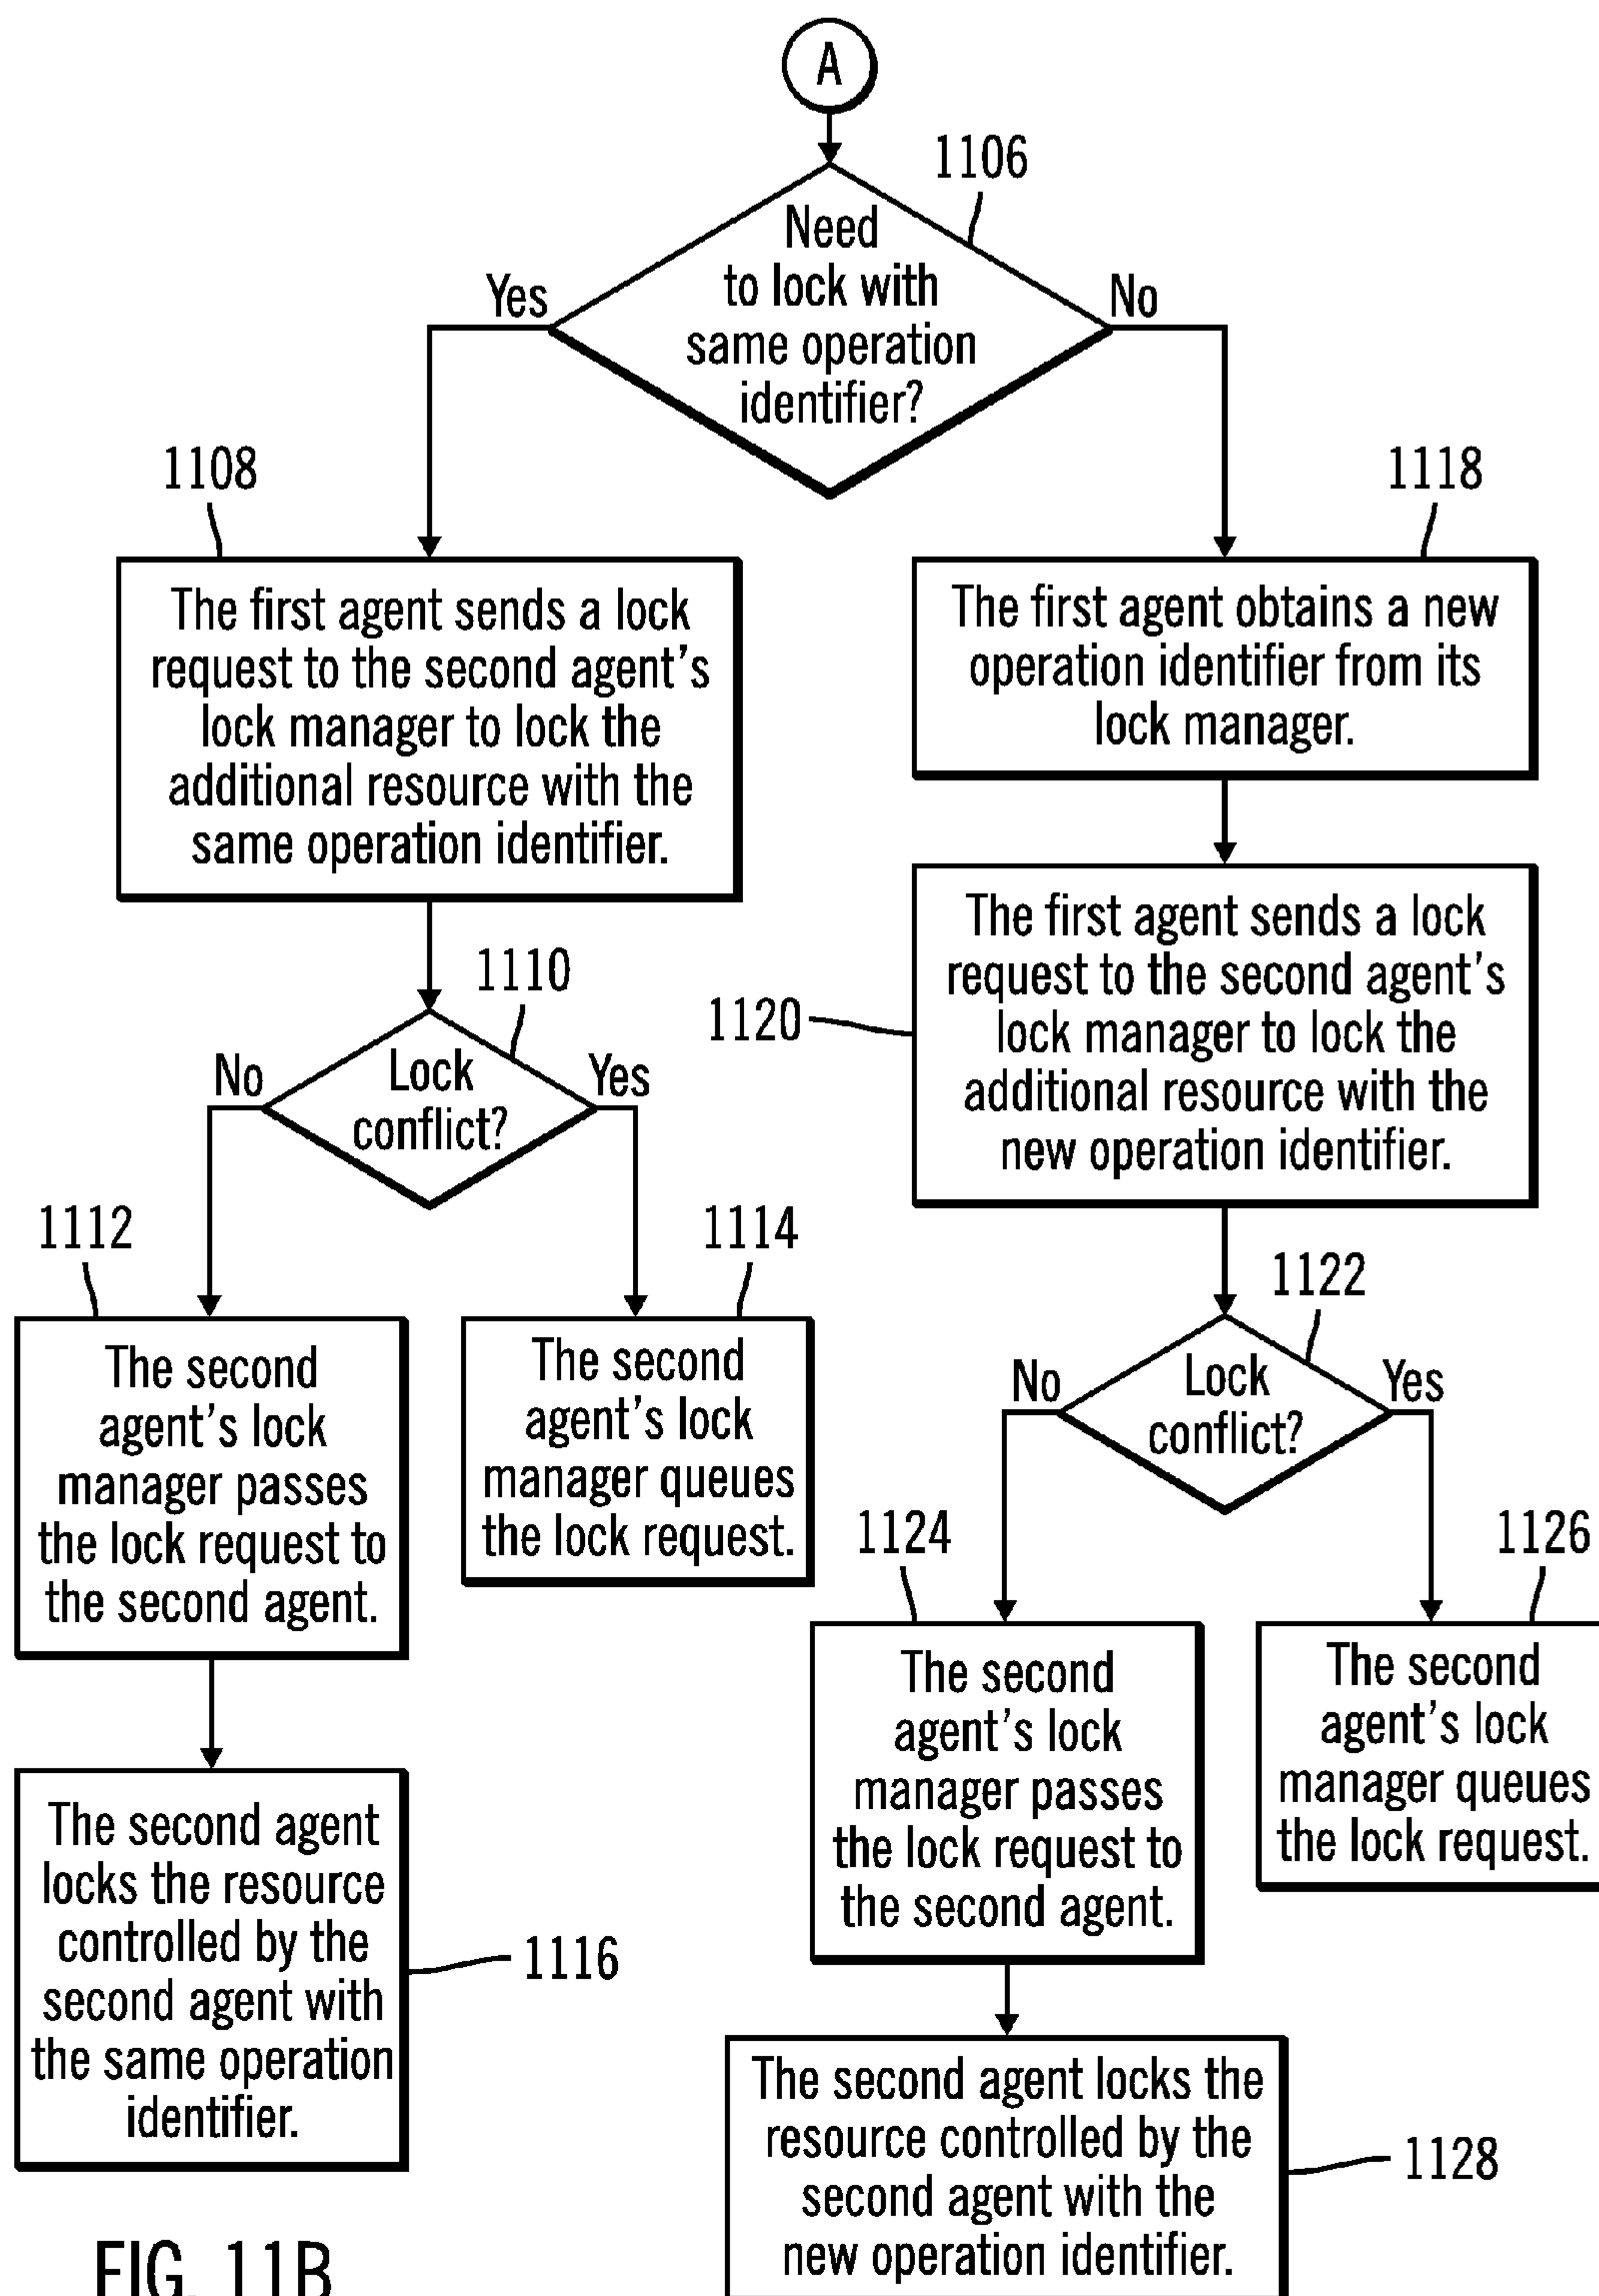 A
1106
Need
to lock with
same operation
identifier?
Yes
No
1108
The first agent sends a lock
request to the second agent's
lock manager to lock the
additional resource with the
same operation identifier.
1118
The first agent obtains a new
operation identifier from its
lock manager.
1110
Lock
conflict?
No
Yes
1120
The first agent sends a lock
request to the second agent's
lock manager to lock the
additional resource with the
new operation identifier.
1112
The second
agent's lock
manager passes
the lock request to
the second agent.
1114
The second
agent's lock
manager queues
the lock request.
1122
Lock
conflict?
No
Yes
1124
The second
agent's lock
manager passes
the lock request to
the second agent.
1126
The second
agent's lock
manager queues
the lock request.
The second agent
locks the resource
controlled by the
second agent with
the same operation
identifier.
1116
The second agent locks the
resource controlled by the
second agent with the
new operation identifier.
1128
FIG. 11B